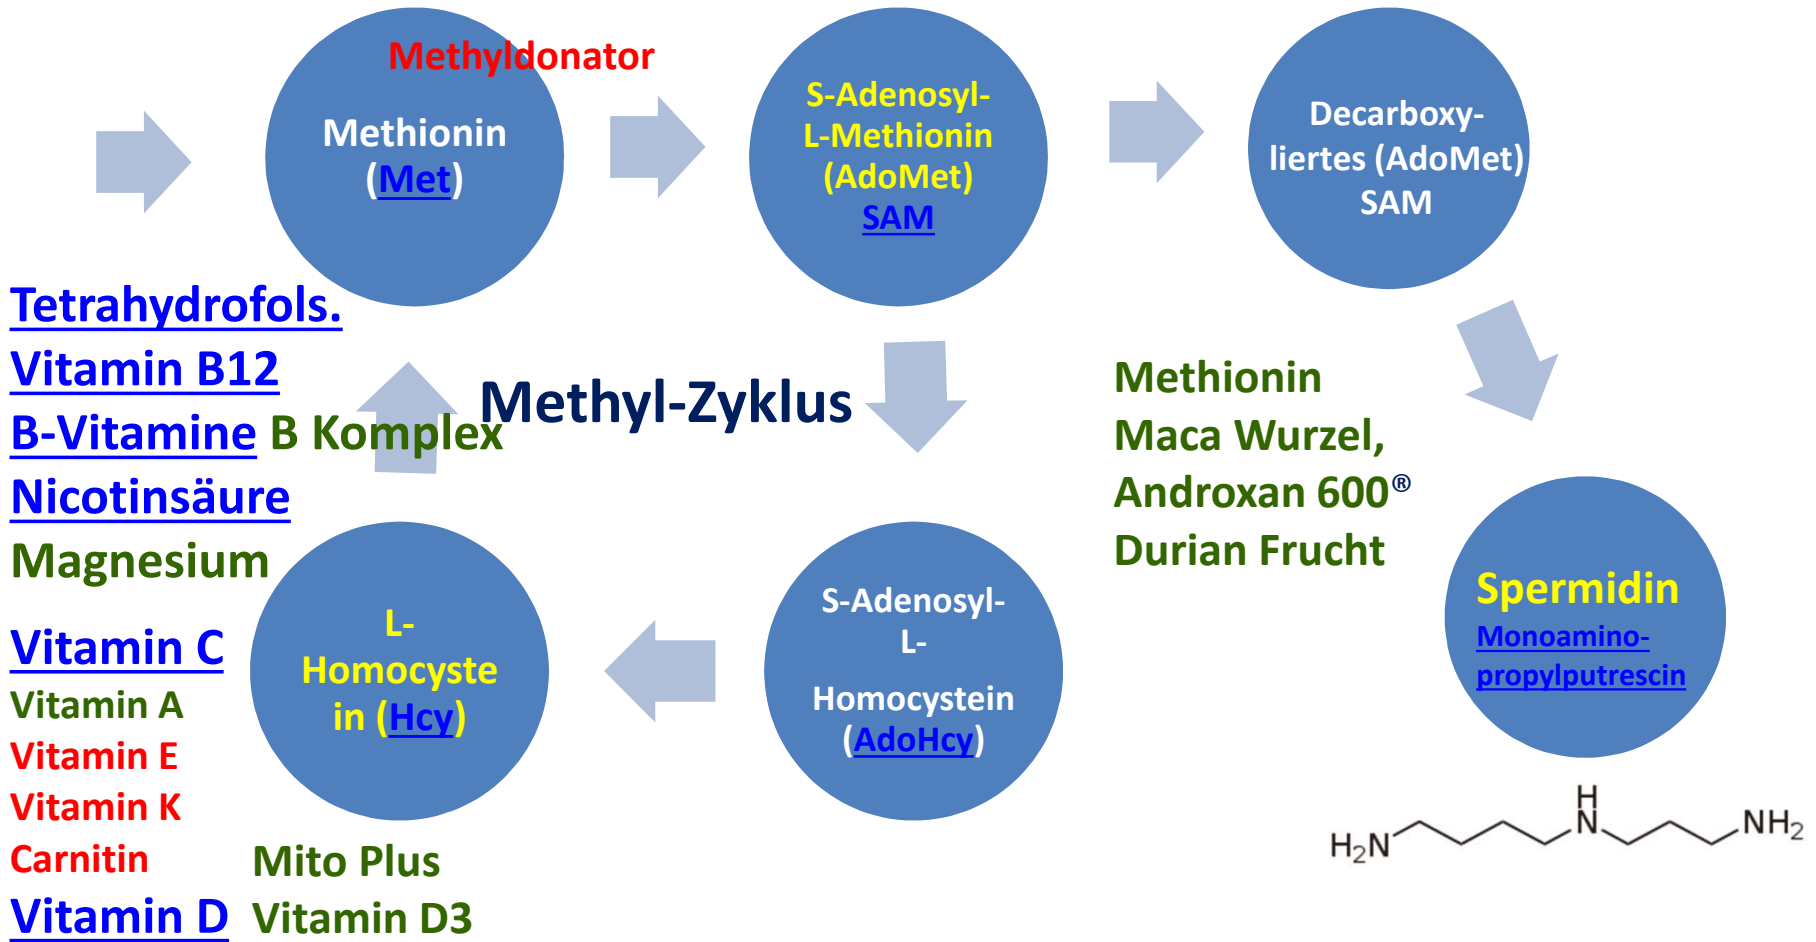 Methyldonator
Methionin
(Met)
S-Adenosyl-
L-Methionin
(AdoMet)
SAM
Decarboxy-
liertes (AdoMet)
SAM
Tetrahydrofols.
Vitamin B12
B-Vitamine B Komplex
Nicotinsäure
Magnesium
Vitamin C
Vitamin A
Vitamin E
Vitamin K
Carnitin
Vitamin D
Mito Plus
Vitamin D3
Methyl-Zyklus
Methionin
Maca Wurzel,
Androxan 600®
Durian Frucht
L-
Homocyste
in (Hcy)
S-Adenosyl-
L-
Homocystein
(AdoHcy)
Spermidin
Monoamino-
propylputrescin
H
H₂N N NH₂